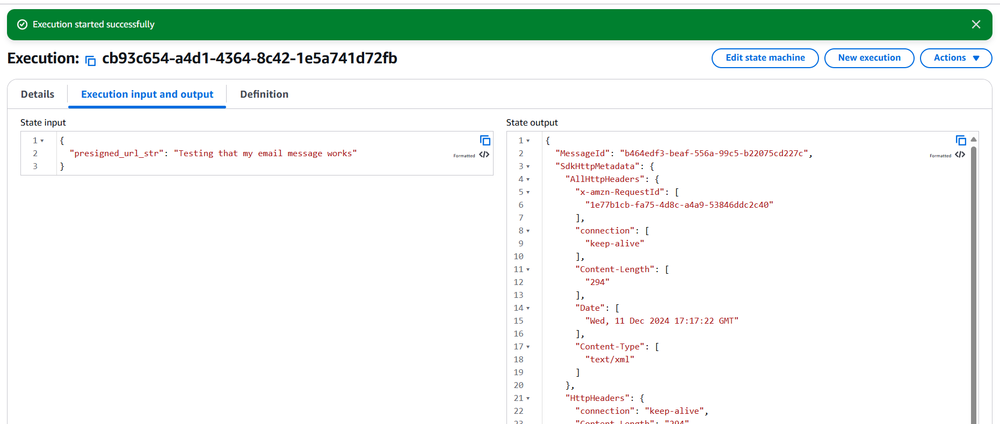 Execution started successfully
Execution: cb93c654-a4d1-4364-8c42-1e5a741d72fb
Edit state machine
New execution
Actions
Details
Execution input and output
Definition
State input
1 {
2 "presigned_url_str": "Testing that my email message works"
3 }
Formatted
State output
1 {
2 "MessageId": "b464edf3-beaf-556a-99c5-b22075cd227c",
3 "SdkHttpMetadata": {
4 "AllHttpHeaders": {
5 "x-amzn-RequestId": [
6 "1e77b1cb-fa75-4d8c-a4a9-53846ddc2c40"
7 ],
8 "connection": [
9 "keep-alive"
10 ],
11 "Content-Length": [
12 "294"
13 ],
14 "Date": [
15 "Wed, 11 Dec 2024 17:17:22 GMT"
16 ],
17 "Content-Type": [
18 "text/xml"
19 ]
20 },
21 "HttpHeaders": {
22 "connection": "keep-alive",
23 "Content-Length": "294"
Formatted